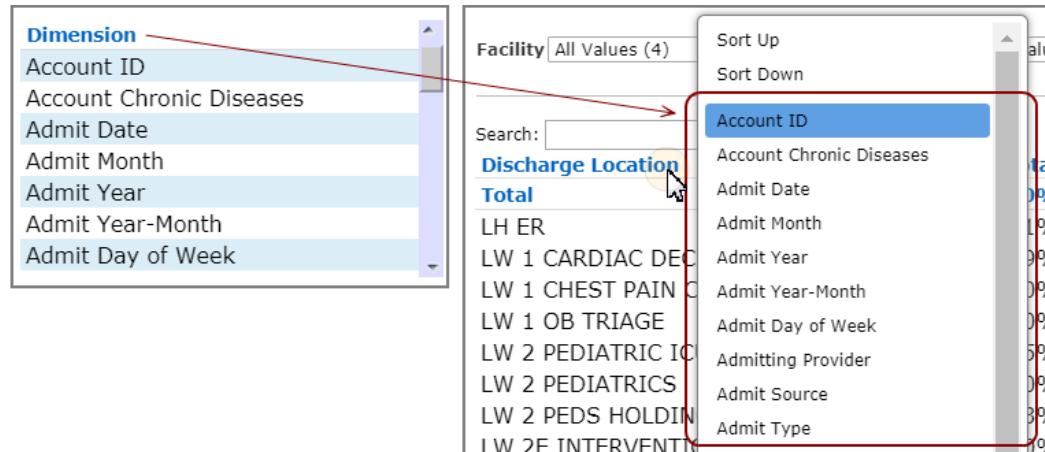 Dimension
Account ID
Account Chronic Diseases
Admit Date
Admit Month
Admit Year
Admit Year-Month
Admit Day of Week
Facility All Values (4)
Search:
Discharge Location
Total
LH ER
LW 1 CARDIAC DEC
LW 1 CHEST PAIN
LW 1 OB TRIAGE
LW 2 PEDIATRIC
LW 2 PEDIATRICS
LW 2 PEDS HOLDIN
LW 2E INTERVENTI
Sort Up
Sort Down
Account ID
Account Chronic Diseases
Admit Date
Admit Month
Admit Year
Admit Year-Month
Admit Day of Week
Admitting Provider
Admit Source
Admit Type